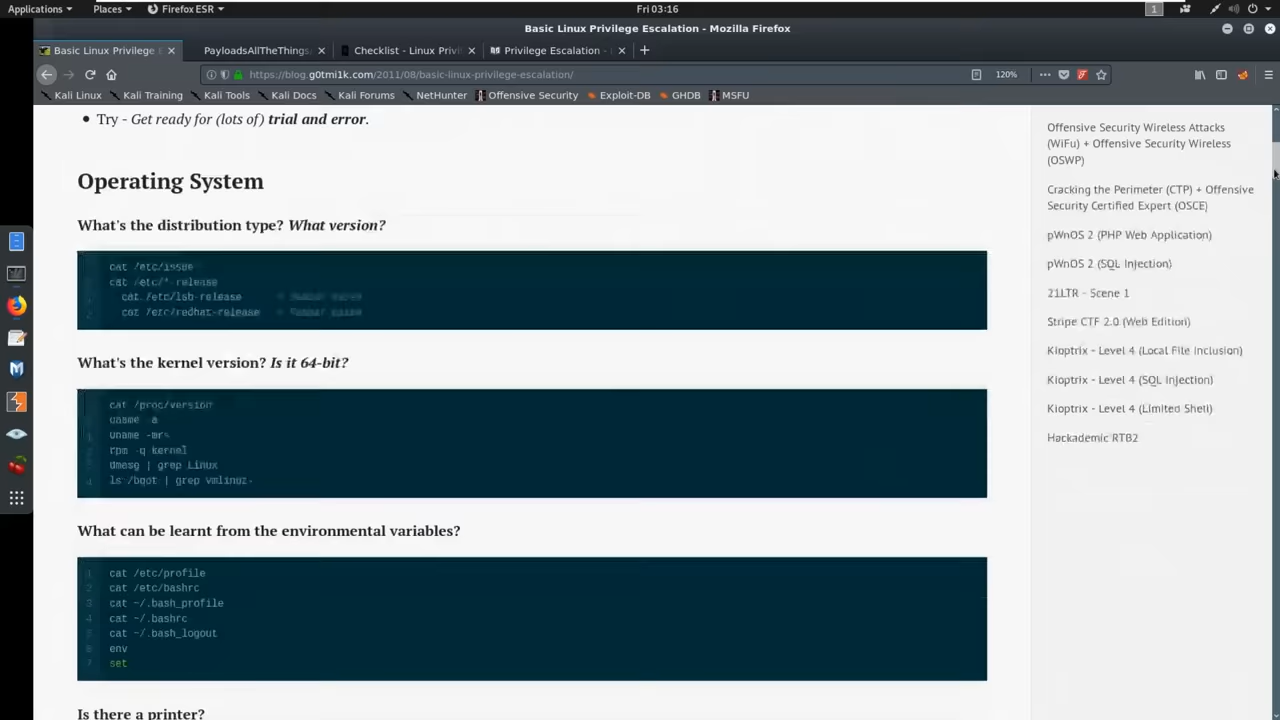 Applications
Places
Firefox ESR
Fri 03:16
1
Basic Linux Privilege Escalation - Mozilla Firefox
Basic Linux Privilege E
PayloadsAllTheThings
Checklist - Linux Privil
Privilege Escalation -
https://blog.g0tmi1k.com/2011/08/basic-linux-privilege-escalation/
120%
Kali Linux
Kali Training
Kali Tools
Kali Docs
Kali Forums
NetHunter
Offensive Security
Exploit-DB
GHDB
MSFU
Try - Get ready for (lots of) trial and error.
Operating System
What's the distribution type? What version?
cat /etc/issue
cat /etc/*-release
cat /etc/lsb-release
cat /etc/redhat-release
What's the kernel version? Is it 64-bit?
cat /proc/version
uname -a
uname -mrs
rpm -q kernel
dmesg | grep Linux
ls /boot | grep vmlinuz-
What can be learnt from the environmental variables?
1 cat /etc/profile
2 cat /etc/bashrc
3 cat ~/.bash_profile
4 cat ~/.bashrc
5 cat ~/.bash_logout
6 env
7 set
Is there a printer?
Offensive Security Wireless Attacks
(WiFu) + Offensive Security Wireless
(OSWP)
Cracking the Perimeter (CTP) + Offensive
Security Certified Expert (OSCE)
pWnOS 2 (PHP Web Application)
pWnOS 2 (SQL Injection)
21LTR - Scene 1
Stripe CTF 2.0 (Web Edition)
Kioptrix - Level 4 (Local File Inclusion)
Kioptrix - Level 4 (SQL Injection)
Kioptrix - Level 4 (Limited Shell)
Hackademic RTB2